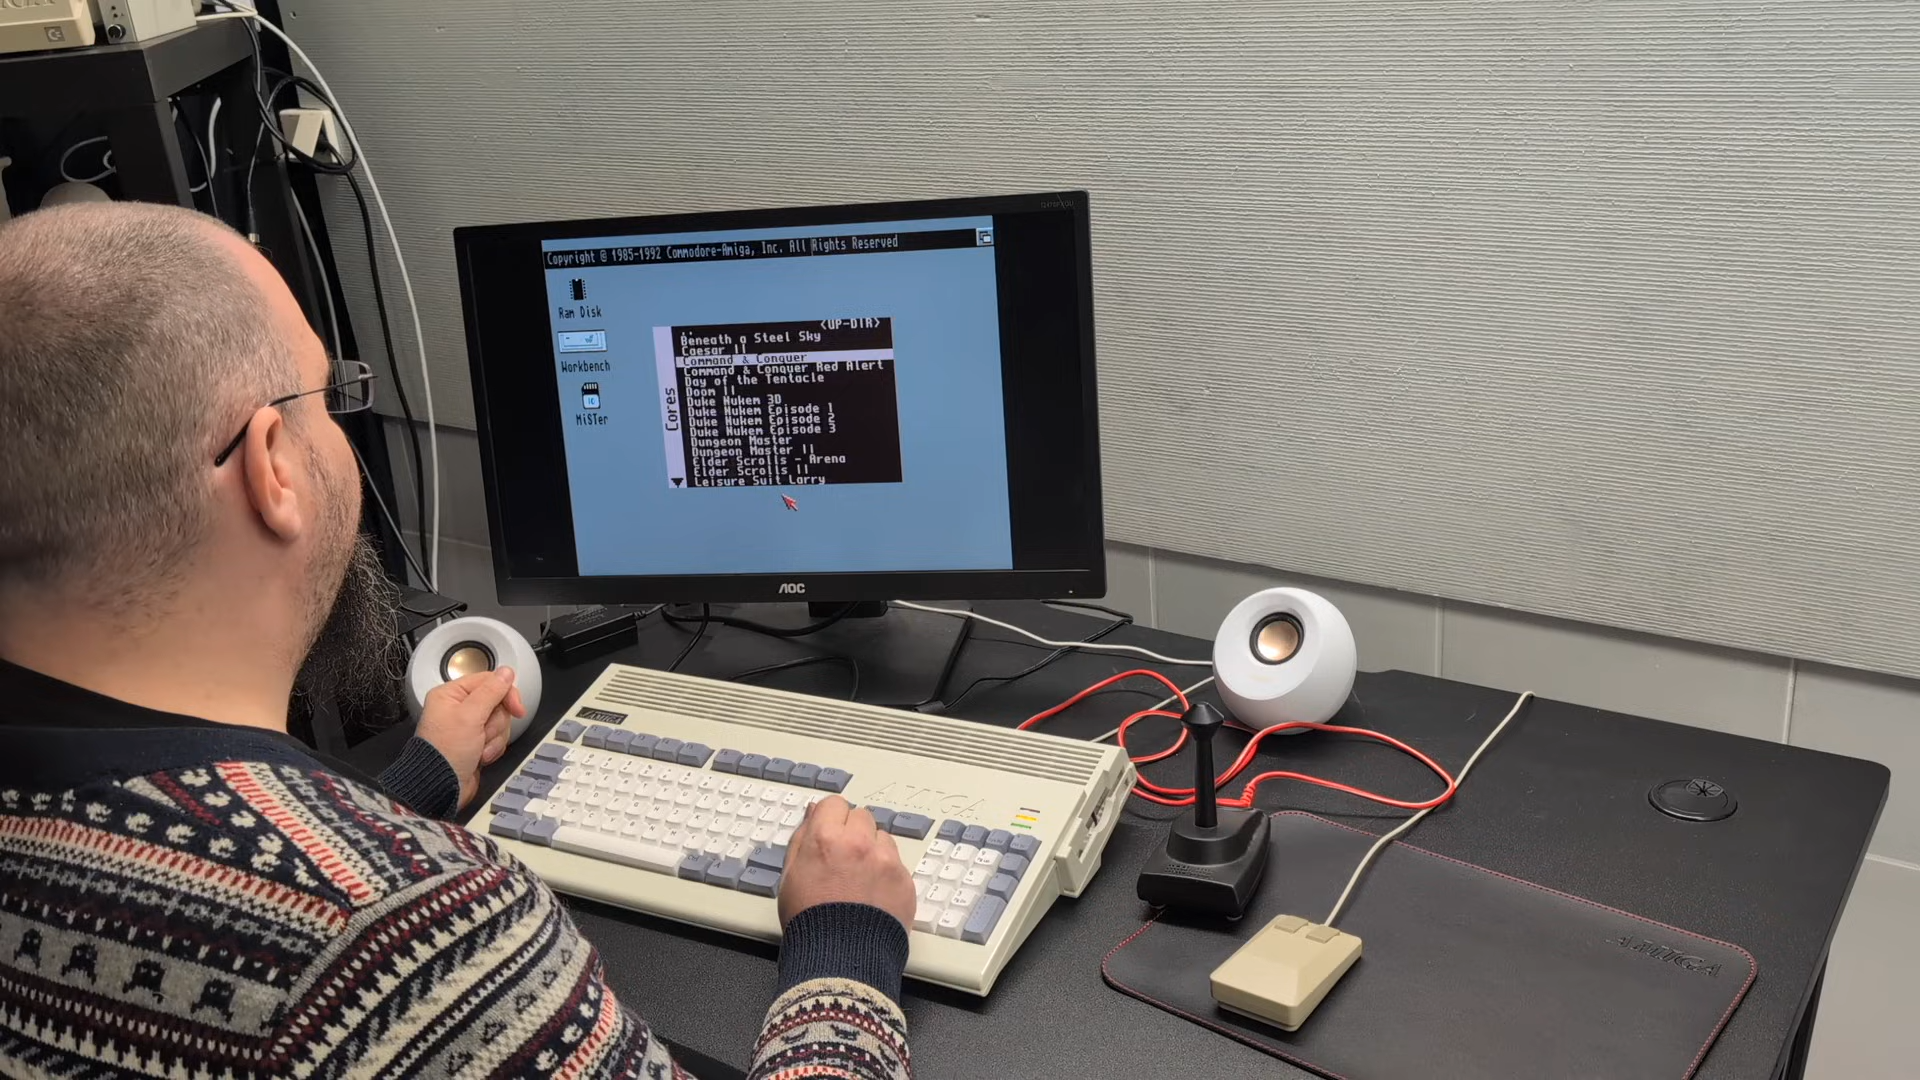 Copyright © 1985-1992 Commodore-Amiga, Inc. All Rights Reserved
Ram Disk
Workbench
MiSTer
Cores
..
<UP-DIR>
Beneath a Steel Sky
Caesar II
Command & Conquer
Command & Conquer Red Alert
Day of the Tentacle
Doom II
Duke Nukem 3D
Duke Nukem Episode 1
Duke Nukem Episode 2
Duke Nukem Episode 3
Dungeon Master
Dungeon Master II
Elder Scrolls - Arena
Elder Scrolls II
Leisure Suit Larry
AOC
AMIGA
AMIGA
AMIGA